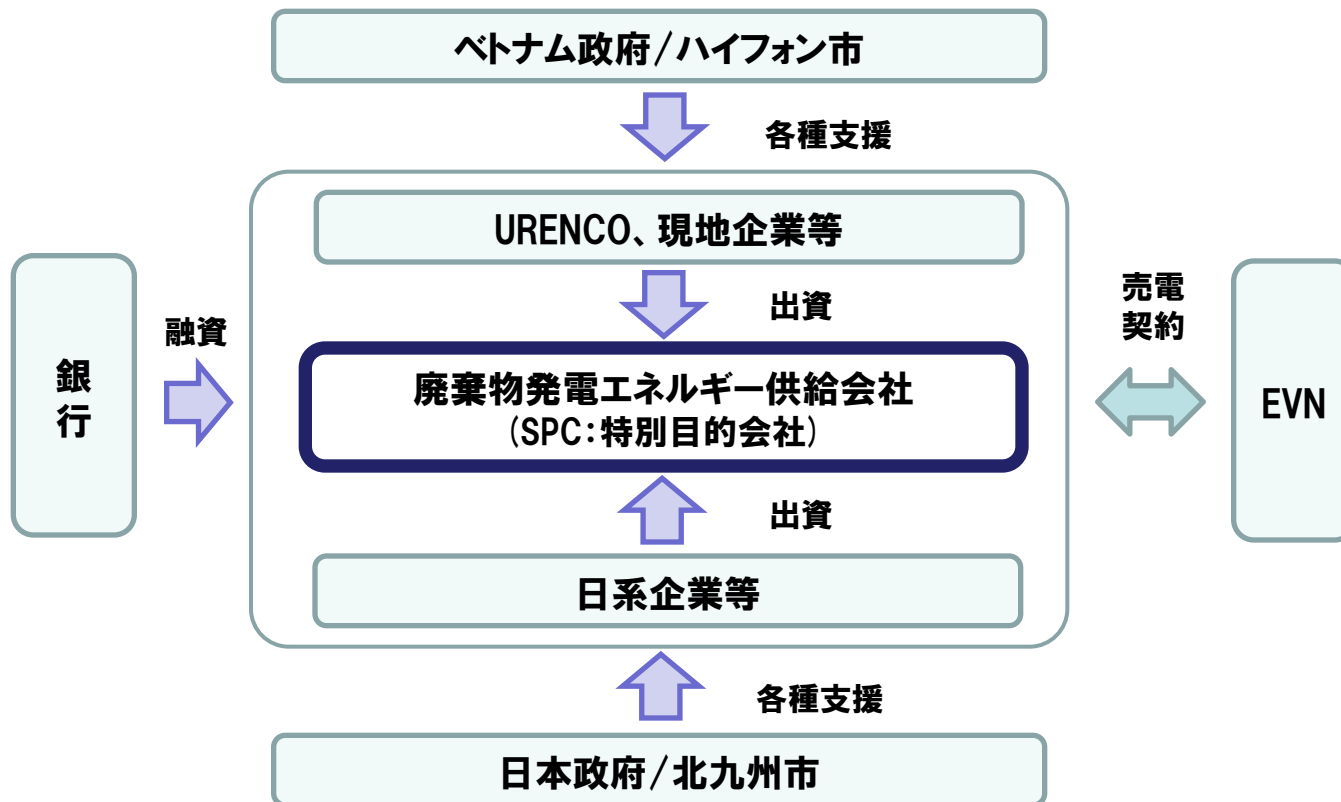 ベトナム政府/ハイフォン市
各種支援
URENCO、現地企業等
出資
売電
契約
融資
銀
行
廃棄物発電エネルギー供給会社
(SPC:特別目的会社)
EVN
出資
日系企業等
各種支援
日本政府/北九州市